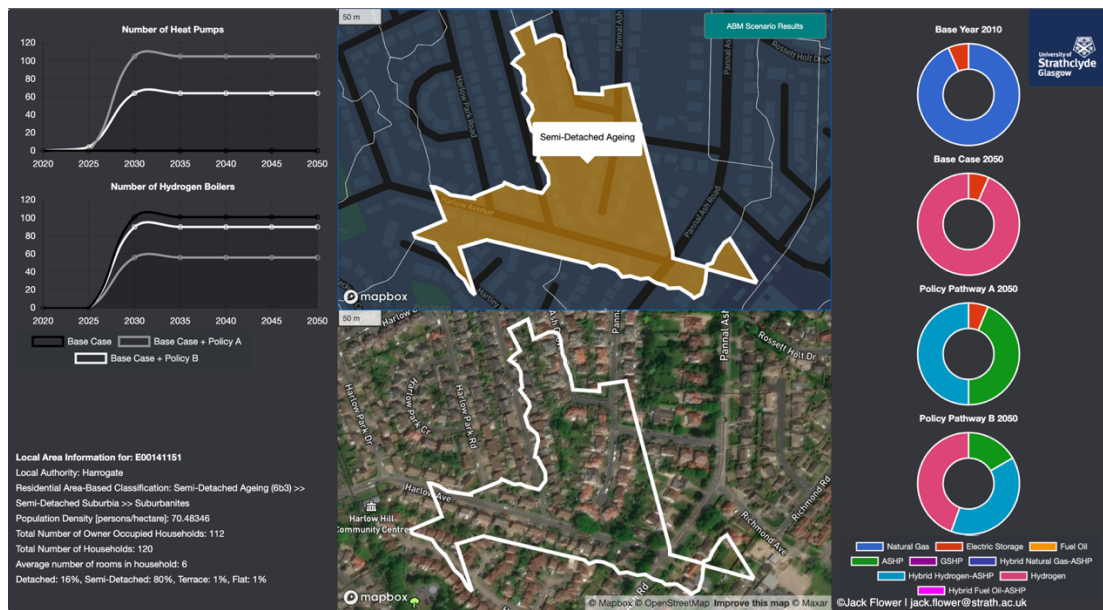 Number of Heat Pumps
120
100
80
60
40
20
0
2020 2025 2030 2035 2040 2045 2050
Number of Hydrogen Boilers
120
100
80
60
40
20
0
2020 2025 2030 2035 2040 2045 2050
Base Case Base Case + Policy A
Base Case + Policy B
Local Area Information for: E00141151
Local Authority: Harrogate
Residential Area-Based Classification: Semi-Detached Ageing (6b3) >>
Semi-Detached Suburbia >> Suburbanites
Population Density [persons/hectare]: 70.48346
Total Number of Owner Occupied Households: 112
Total Number of Households: 120
Average number of rooms in household: 6
Detached: 16%, Semi-Detached: 80%, Terrace: 1%, Flat: 1%
50 m
ABM Scenario Results
Pannal Ash
Rossett Holt Drive
Harlow Park Road
Semi-Detached Ageing
Harlow Avenue
Pannal Ash Road
mapbox
50 m
Pannal Ash
Rossett Holt Dr
Harlow Park Dr
Harlow Park Cr
Harlow Park Rd
Harlow Ave
Harlow Hill
Community Centre
Richmond Rd
Richmond Ave
mapbox
© Mapbox © OpenStreetMap Improve this map © Maxar
Base Year 2010
University of
Strathclyde
Glasgow
Base Case 2050
Policy Pathway A 2050
Policy Pathway B 2050
Natural Gas Electric Storage Fuel Oil
ASHP GSHP Hybrid Natural Gas-ASHP
Hybrid Hydrogen-ASHP Hydrogen
Hybrid Fuel Oil-ASHP
©Jack Flower | jack.flower@strath.ac.uk